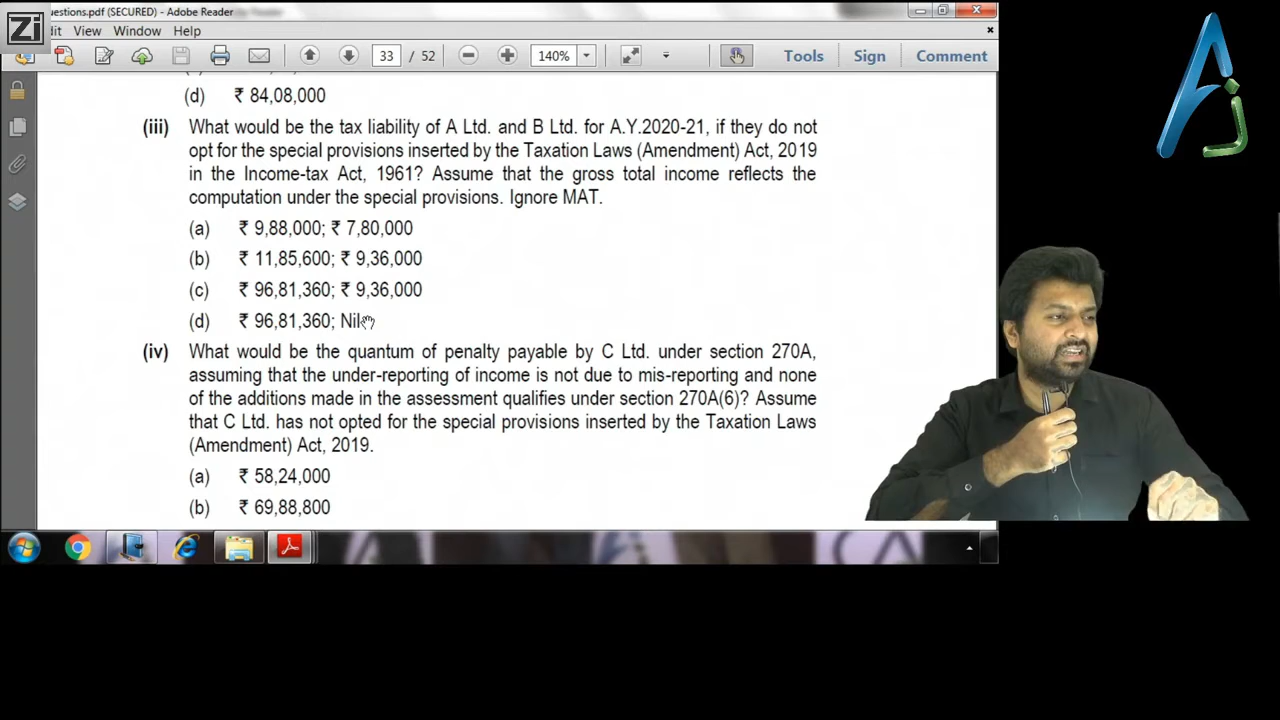 uestions.pdf (SECURED) - Adobe Reader
Zi
dit View Window Help
33 / 52 140% Tools Sign Comment
(d) ₹ 84,08,000
(iii) What would be the tax liability of A Ltd. and B Ltd. for A.Y.2020-21, if they do not
opt for the special provisions inserted by the Taxation Laws (Amendment) Act, 2019
in the Income-tax Act, 1961? Assume that the gross total income reflects the
computation under the special provisions. Ignore MAT.
(a) ₹ 9,88,000; ₹ 7,80,000
(b) ₹ 11,85,600; ₹ 9,36,000
(c) ₹ 96,81,360; ₹ 9,36,000
(d) ₹ 96,81,360; Nil
(iv) What would be the quantum of penalty payable by C Ltd. under section 270A,
assuming that the under-reporting of income is not due to mis-reporting and none
of the additions made in the assessment qualifies under section 270A(6)? Assume
that C Ltd. has not opted for the special provisions inserted by the Taxation Laws
(Amendment) Act, 2019.
(a) ₹ 58,24,000
(b) ₹ 69,88,800